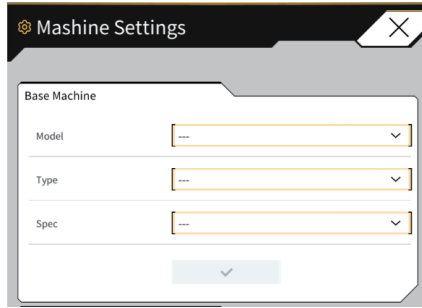 Mashine Settings
Base Machine
Model ---
Type ---
Spec ---